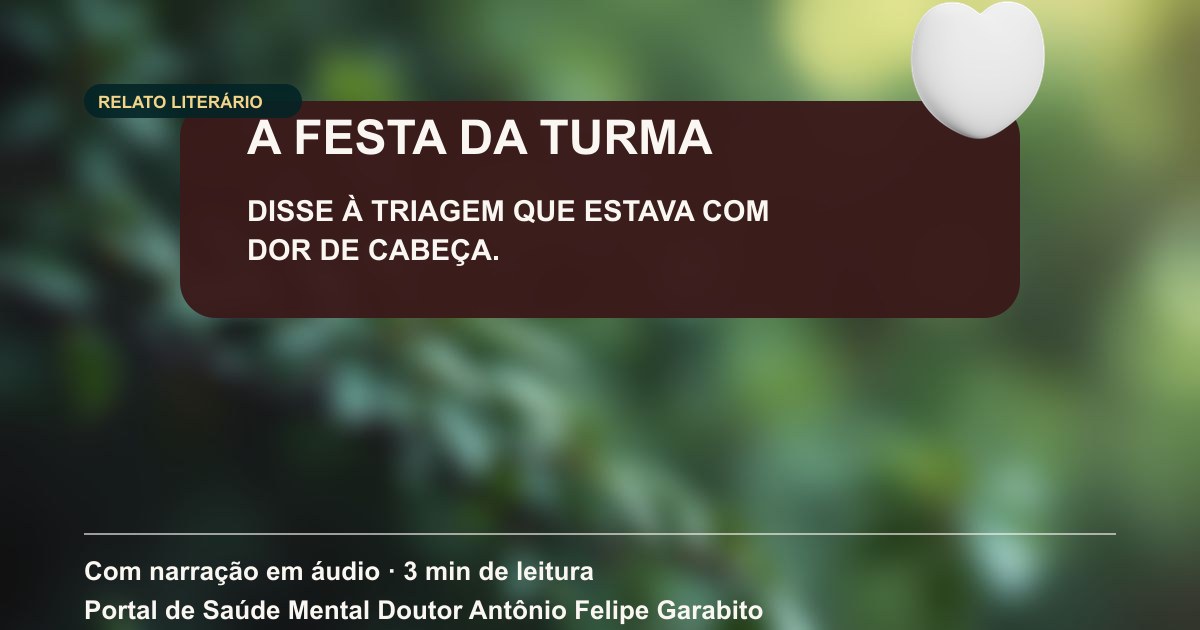 RELATO LITERÁRIO
A FESTA DA TURMA
DISSE À TRIAGEM QUE ESTAVA COM
DOR DE CABEÇA.
Com narração em áudio · 3 min de leitura
Portal de Saúde Mental Doutor Antônio Felipe Garabito